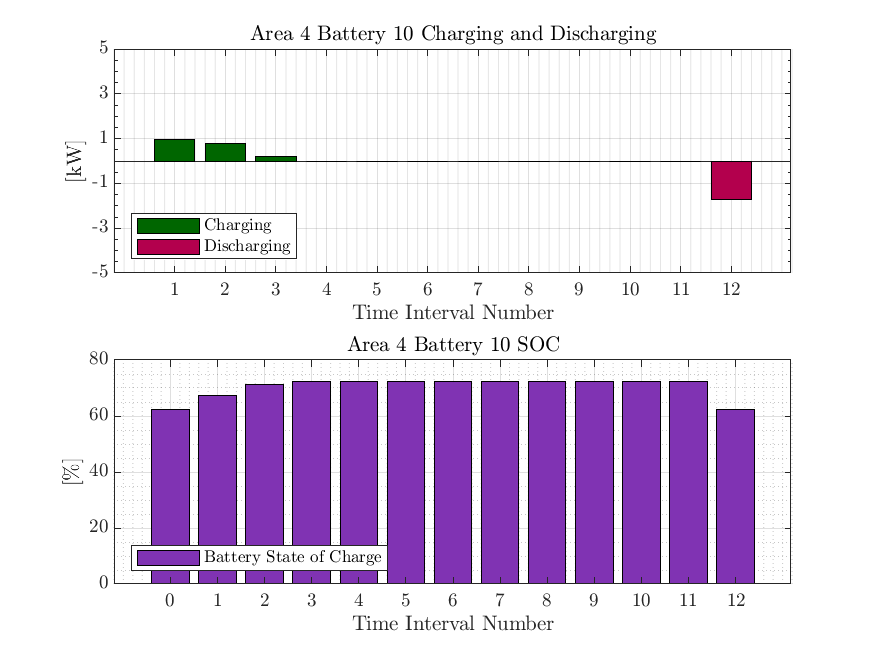 Area 4 Battery 10 Charging and Discharging
5
3
1
-1
-3
-5
[kW]
Charging
Discharging
1 2 3 4 5 6 7 8 9 10 11 12
Time Interval Number
Area 4 Battery 10 SOC
80
60
40
20
0
[%]
Battery State of Charge
0 1 2 3 4 5 6 7 8 9 10 11 12
Time Interval Number